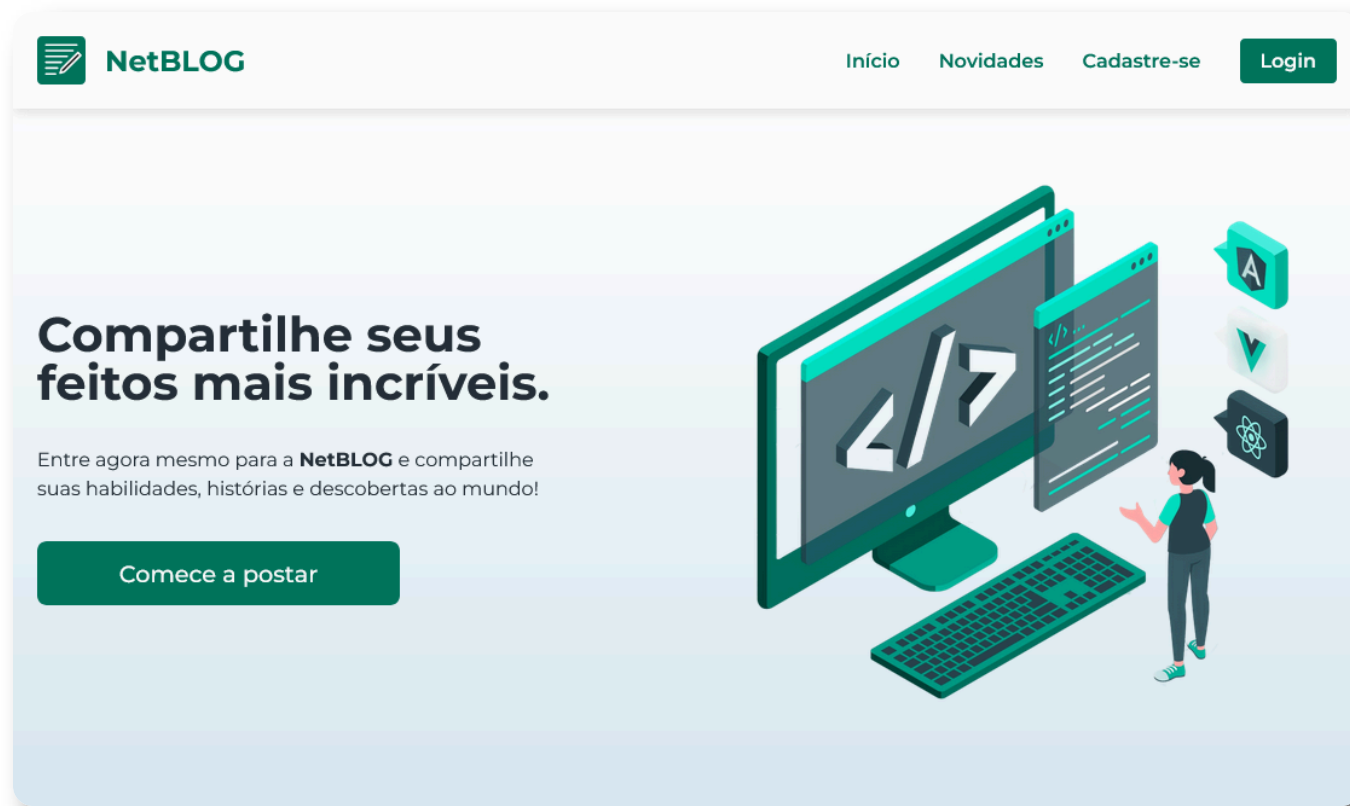 NetBLOG
Início
Novidades
Cadastre-se
Login
Compartilhe seus
feitos mais incríveis.
Entre agora mesmo para a NetBLOG e compartilhe
suas habilidades, histórias e descobertas ao mundo!
Comece a postar
</>
</> ...
A